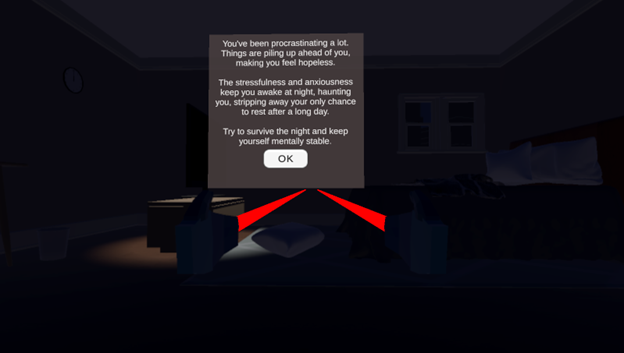 You've been procrastinating a lot.
Things are piling up ahead of you,
making you feel hopeless.
The stressfulness and anxiousness
keep you awake at night, haunting
you, stripping away your only chance
to rest after a long day.
Try to survive the night and keep
yourself mentally stable.
OK